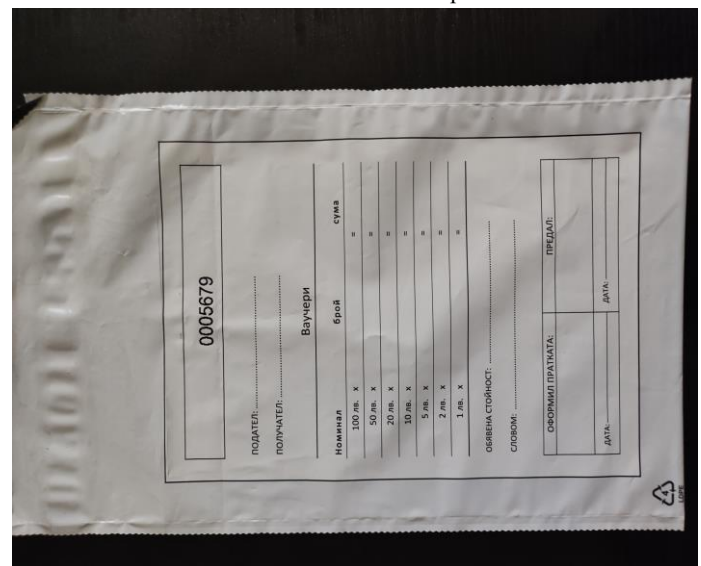 0005679
ПОДАТЕЛ: ................................................
ПОЛУЧАТЕЛ: ................................................
Ваучери
Номинал брой сума
100 лв. x =
50 лв. x =
20 лв. x =
10 лв. x =
5 лв. x =
2 лв. x =
1 лв. x =
ОБЯВЕНА СТОЙНОСТ: ................................................
СЛОВОМ: ................................................
ОФОРМИЛ ПРАТКАТА: ПРЕДАЛ:
ДАТА: ДАТА:
4
LDPE